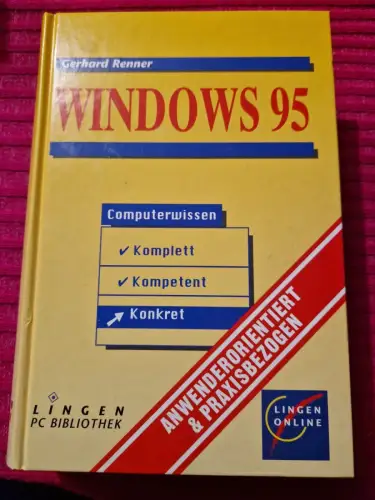 Gerhard Renner
WINDOWS 95
Computerwissen
✔ Komplett
✔ Kompetent
Konkret
ANWENDERORIENTIERT
& PRAXISBEZOGEN
LINGEN
PC BIBLIOTHEK
LINGEN
ONLINE